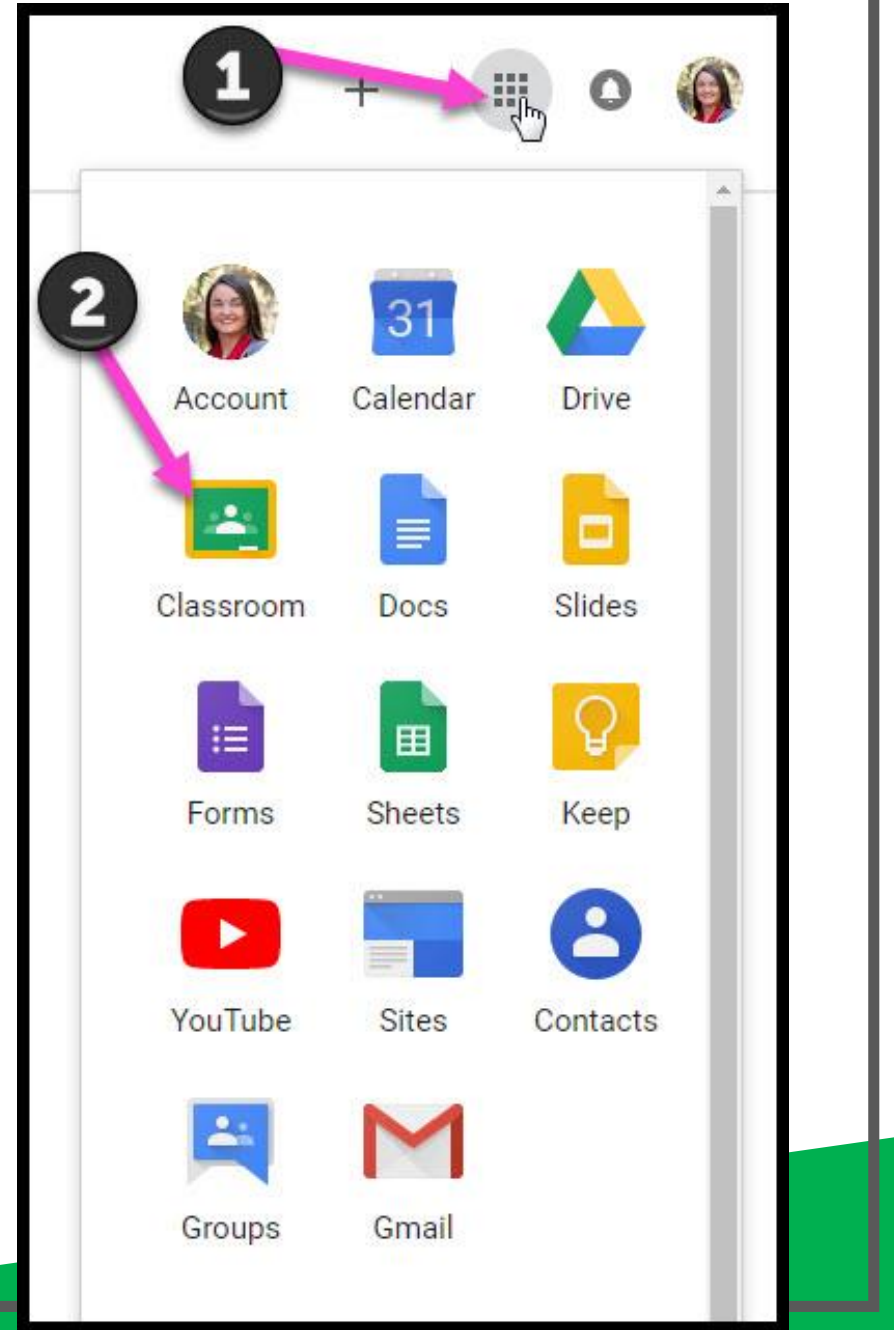 1
2
31
Account Calendar Drive
Classroom Docs Slides
Forms Sheets Keep
YouTube Sites Contacts
Groups Gmail